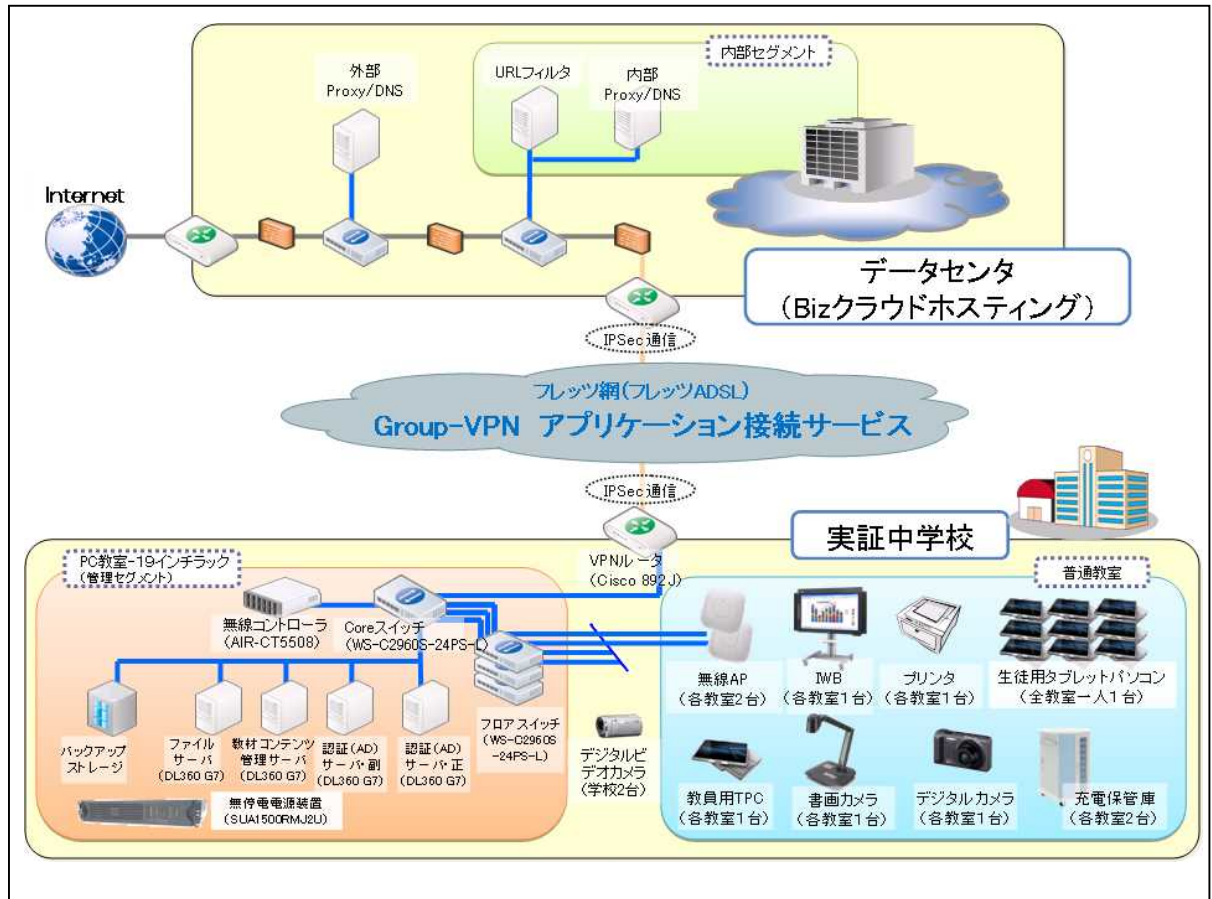 内部セグメント
外部
Proxy/DNS
URLフィルタ
内部
Proxy/DNS
Internet
データセンタ
(Bizクラウドホスティング)
IPSec通信
フレッツ網(フレッツADSL)
Group-VPN アプリケーション接続サービス
IPSec通信
実証中学校
PC教室-19インチラック
(管理セグメント)
VPNルータ
(Cisco 892J)
普通教室
無線コントローラ
(AIR-CT5508)
Coreスイッチ
(WS-C2960S-24PS-L)
無線AP
(各教室2台)
IWB
(各教室1台)
プリンタ
(各教室1台)
生徒用タブレットパソコン
(全教室一人1台)
バックアップ
ストレージ
ファイル
サーバ
(DL360 G7)
教材コンテンツ
管理サーバ
(DL360 G7)
認証(AD)
サーバ・副
(DL360 G7)
認証(AD)
サーバ・正
(DL360 G7)
フロアスイッチ
(WS-C2960S
-24PS-L)
デジタルビ
デオカメラ
(学校2台)
教員用TPC
(各教室1台)
書画カメラ
(各教室1台)
デジタルカメラ
(各教室1台)
充電保管庫
(各教室2台)
無停電電源装置
(SUA1500RMJ2U)